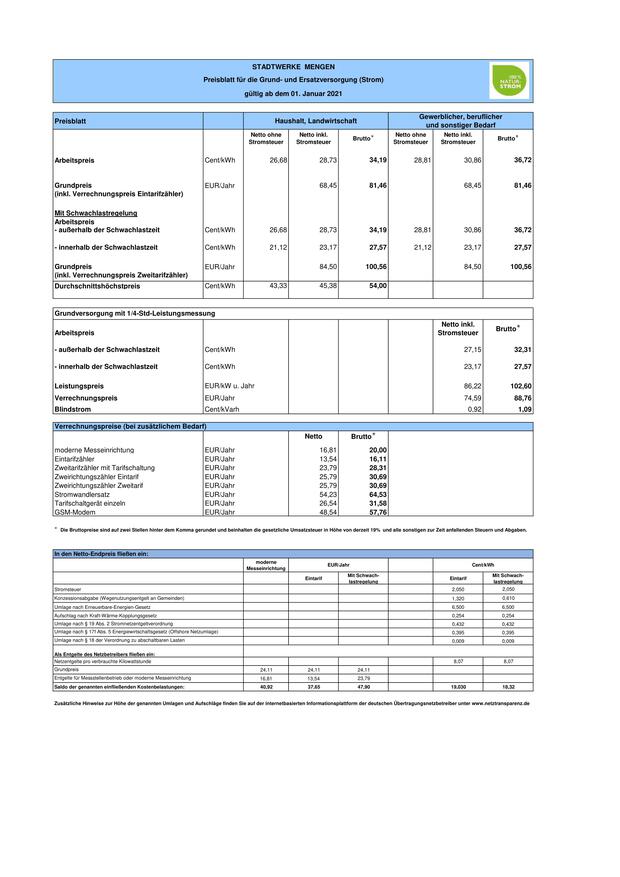 STADTWERKE MENGEN
Preisblatt für die Grund- und Ersatzversorgung (Strom)
gültig ab dem 01. Januar 2021
100%
NATUR-
STROM
Preisblatt Haushalt, Landwirtschaft Gewerblicher, beruflicher
und sonstiger Bedarf
Netto ohne Stromsteuer Netto inkl. Stromsteuer Brutto* Netto ohne Stromsteuer Netto inkl. Stromsteuer Brutto*
Arbeitspreis Cent/kWh 26,68 28,73 34,19 28,81 30,86 36,72
Grundpreis EUR/Jahr 68,45 81,46 68,45 81,46
(inkl. Verrechnungspreis Eintarifzähler)
Mit Schwachlastregelung
Arbeitspreis
- außerhalb der Schwachlastzeit Cent/kWh 26,68 28,73 34,19 28,81 30,86 36,72
- innerhalb der Schwachlastzeit Cent/kWh 21,12 23,17 27,57 21,12 23,17 27,57
Grundpreis EUR/Jahr 84,50 100,56 84,50 100,56
(inkl. Verrechnungspreis Zweitarifzähler)
Durchschnittshöchstpreis Cent/kWh 43,33 45,38 54,00
Grundversorgung mit 1/4-Std-Leistungsmessung
Arbeitspreis Netto inkl. Stromsteuer Brutto*
- außerhalb der Schwachlastzeit Cent/kWh 27,15 32,31
- innerhalb der Schwachlastzeit Cent/kWh 23,17 27,57
Leistungspreis EUR/kW u. Jahr 86,22 102,60
Verrechnungspreis EUR/Jahr 74,59 88,76
Blindstrom Cent/kVarh 0,92 1,09
Verrechnungspreise (bei zusätzlichem Bedarf)
Netto Brutto*
moderne Messeinrichtung EUR/Jahr 16,81 20,00
Eintarifzähler EUR/Jahr 13,54 16,11
Zweitarifzähler mit Tarifschaltung EUR/Jahr 23,79 28,31
Zweirichtungszähler Eintarif EUR/Jahr 25,79 30,69
Zweirichtungszähler Zweitarif EUR/Jahr 25,79 30,69
Stromwandlersatz EUR/Jahr 54,23 64,53
Tarifschaltgerät einzeln EUR/Jahr 26,54 31,58
GSM-Modem EUR/Jahr 48,54 57,76
* Die Bruttopreise sind auf zwei Stellen hinter dem Komma gerundet und beinhalten die gesetzliche Umsatzsteuer in Höhe von derzeit 19% und alle sonstigen zur Zeit anfallenden Steuern und Abgaben.
In den Netto-Endpreis fließen ein:
moderne Messeinrichtung EUR/Jahr Cent/kWh
Eintarif Mit Schwach-lastregelung Eintarif Mit Schwach-lastregelung
Stromsteuer 2,050 2,050
Konzessionsabgabe (Wegenutzungsentgelt an Gemeinden) 1,320 0,610
Umlage nach Erneuerbare-Energien-Gesetz 6,500 6,500
Aufschlag nach Kraft-Wärme-Kopplungsgesetz 0,254 0,254
Umlage nach § 19 Abs. 2 Stromnetzentgeltverordnung 0,432 0,432
Umlage nach § 17f Abs. 5 Energiewirtschaftsgesetz (Offshore Netzumlage) 0,395 0,395
Umlage nach § 18 der Verordnung zu abschaltbaren Lasten 0,009 0,009
Als Entgelte des Netzbetreibers fließen ein:
Netzentgelte pro verbrauchte Kilowattstunde 8,07 8,07
Grundpreis 24,11 24,11 24,11
Entgelte für Messstellenbetrieb oder moderne Messeinrichtung 16,81 13,54 23,79
Saldo der genannten einfließenden Kostenbelastungen: 40,92 37,65 47,90 19,030 18,32
Zusätzliche Hinweise zur Höhe der genannten Umlagen und Aufschläge finden Sie auf der internetbasierten Informationsplattform der deutschen Übertragungsnetzbetreiber unter www.netztransparenz.de